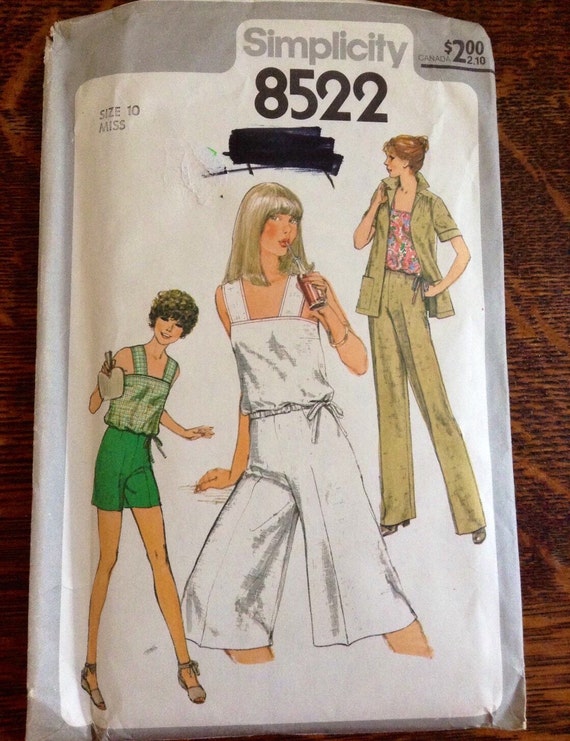 Simplicity
8522
$2.00
CANADA 2.10
SIZE 10
MISS